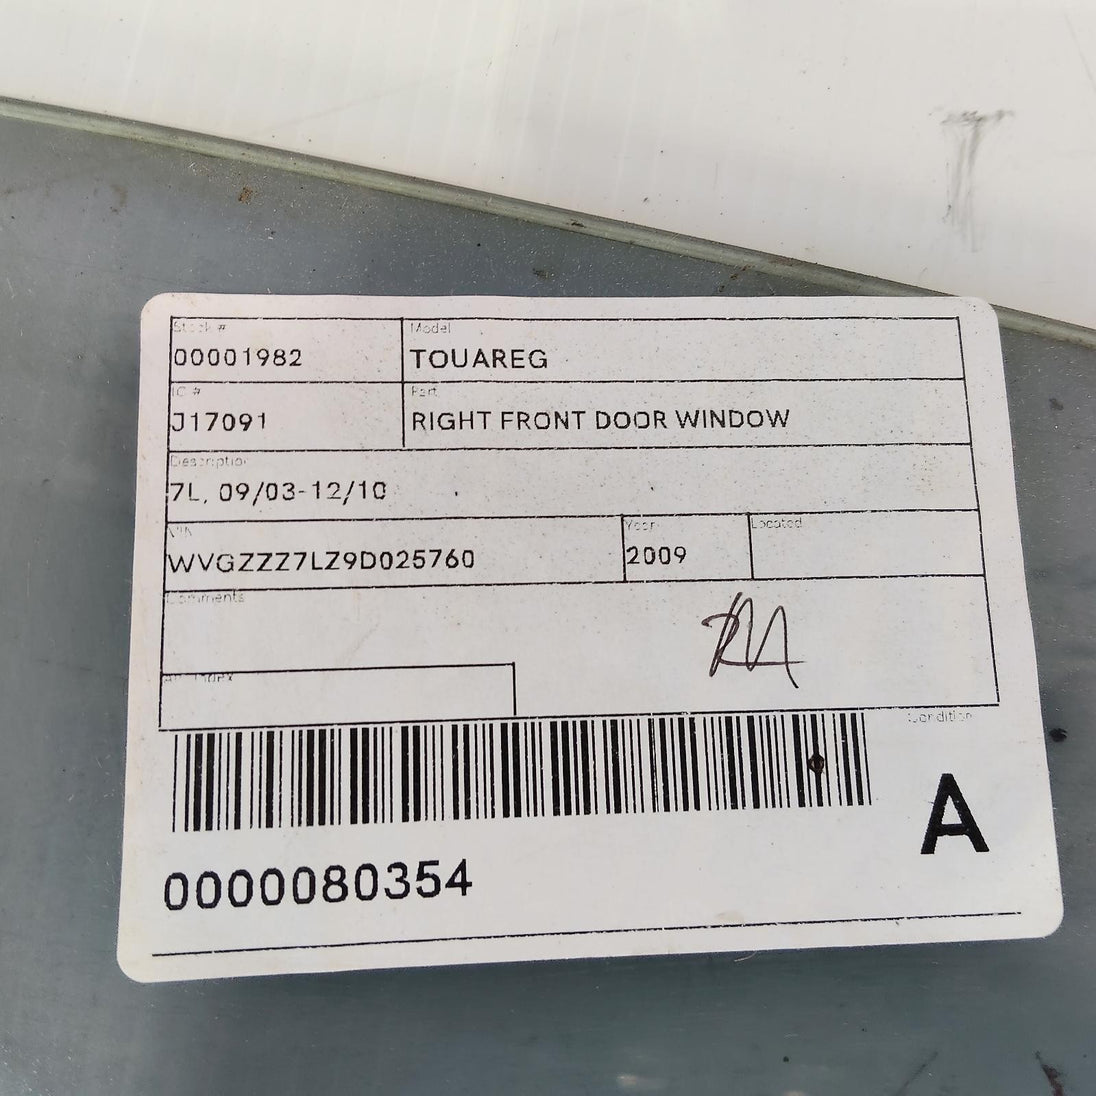 Stock # Model
00001982 TOUAREG
IC # Part
J17091 RIGHT FRONT DOOR WINDOW
Description
7L, 09/03-12/10
VIN Year Located
WVGZZZ7LZ9D025760 2009
Comments
Condition
0000080354
A